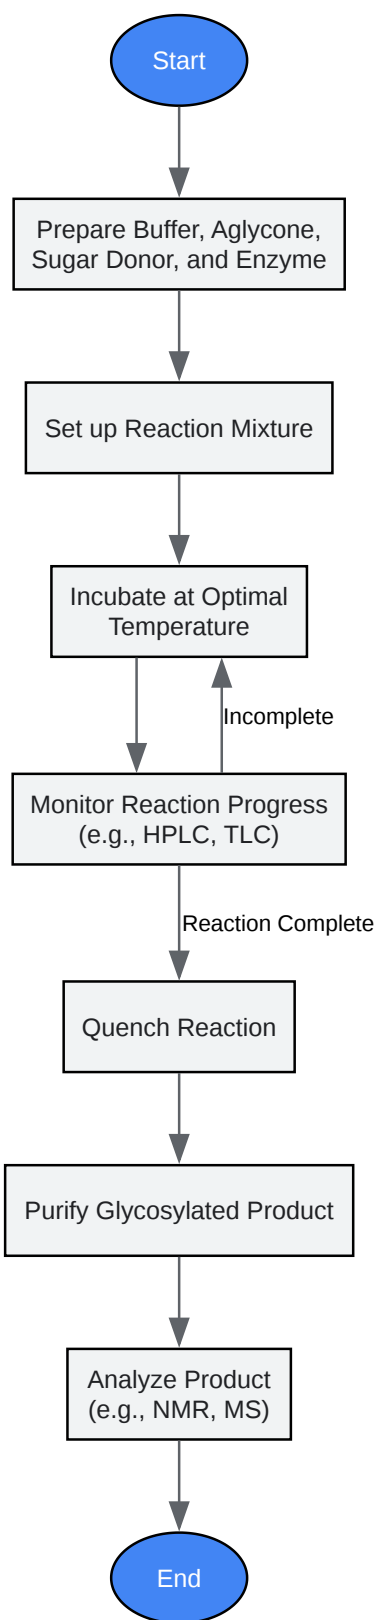 Start
Prepare Buffer, Aglycone,
Sugar Donor, and Enzyme
Set up Reaction Mixture
Incubate at Optimal
Temperature
Incomplete
Monitor Reaction Progress
(e.g., HPLC, TLC)
Reaction Complete
Quench Reaction
Purify Glycosylated Product
Analyze Product
(e.g., NMR, MS)
End